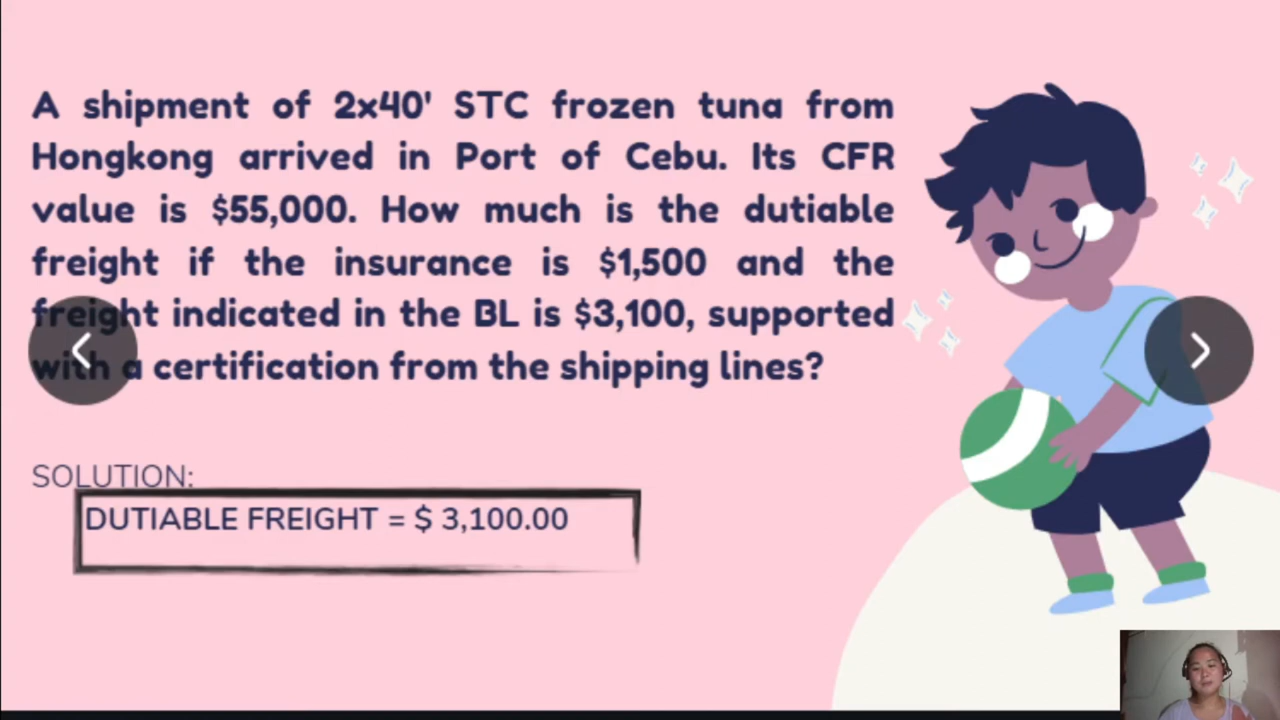 A shipment of 2x40' STC frozen tuna from
Hongkong arrived in Port of Cebu. Its CFR
value is $55,000. How much is the dutiable
freight if the insurance is $1,500 and the
freight indicated in the BL is $3,100, supported
with a certification from the shipping lines?
SOLUTION:
DUTIABLE FREIGHT = $ 3,100.00